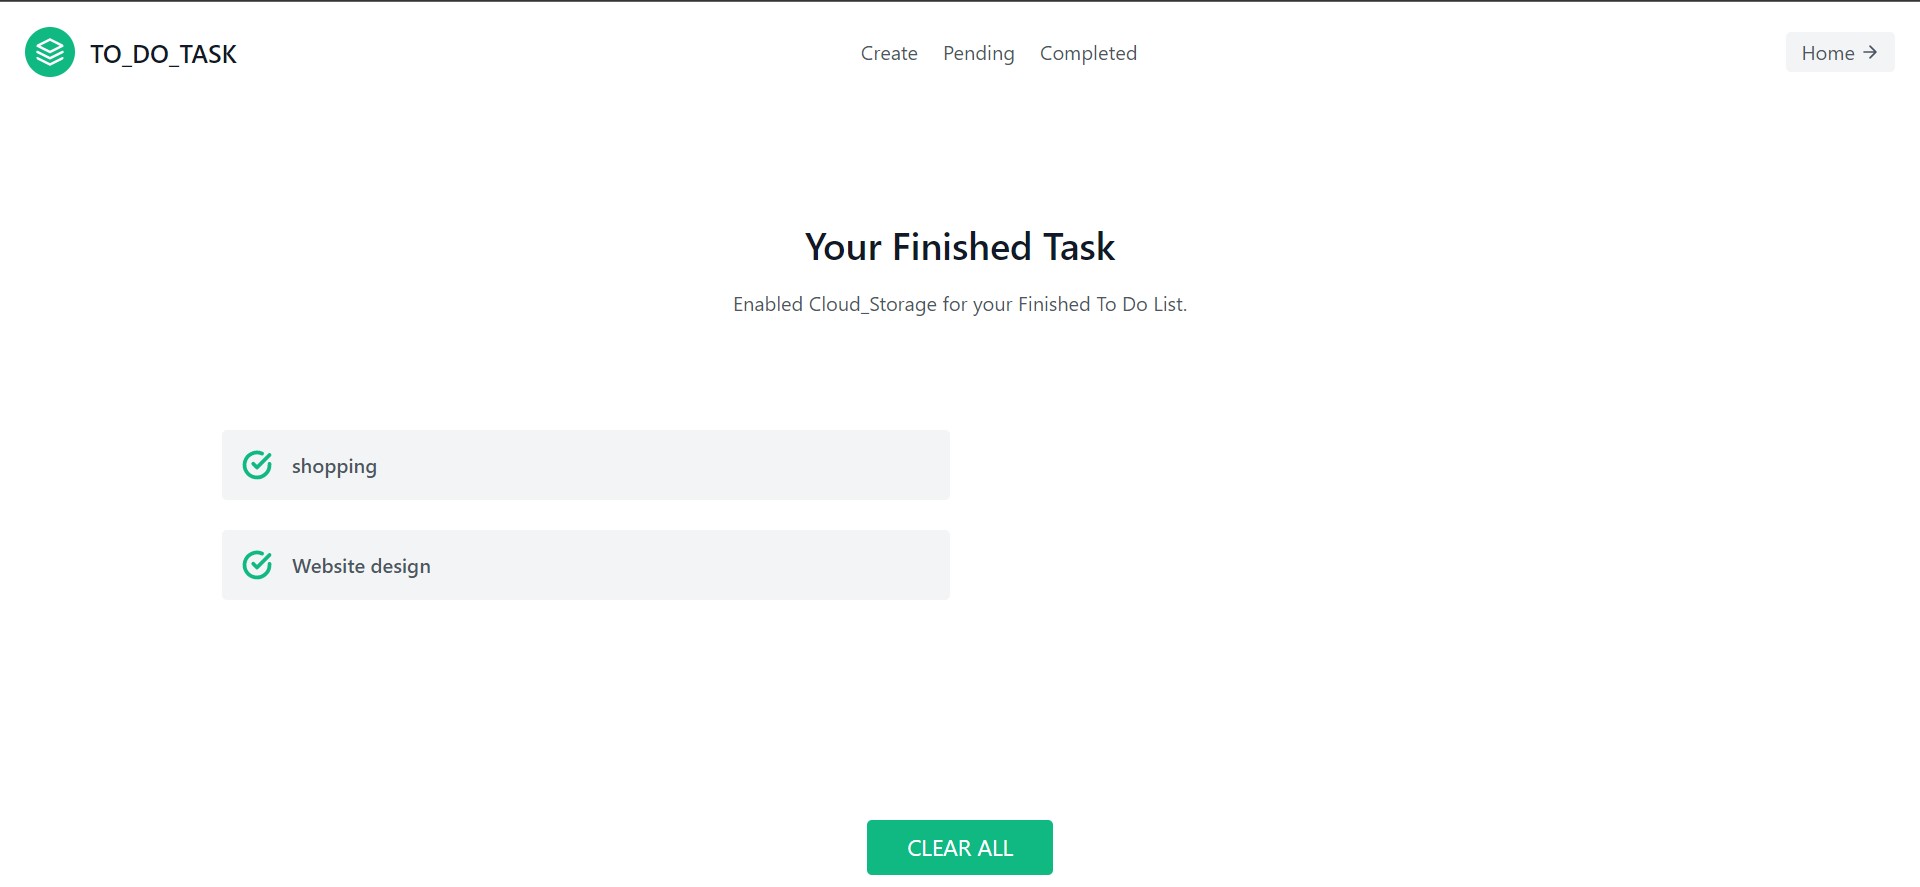 TO_DO_TASK
Create Pending Completed
Home
Your Finished Task
Enabled Cloud_Storage for your Finished To Do List.
shopping
Website design
CLEAR ALL